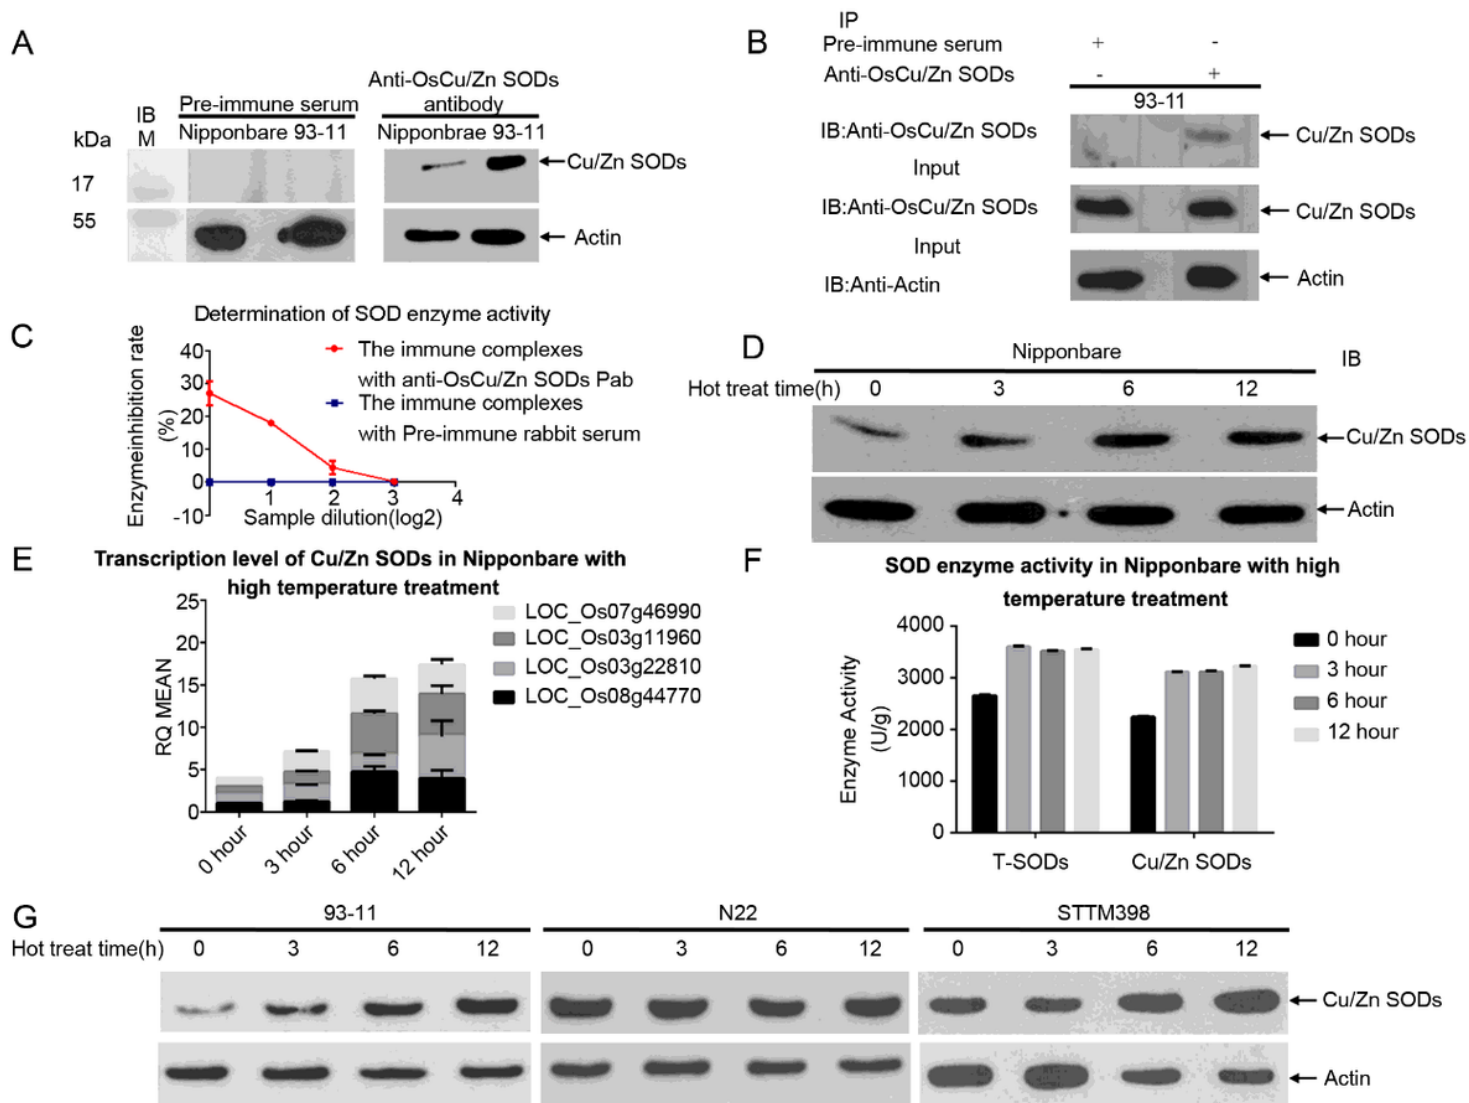 A
Anti-OsCu/Zn SODs
antibody
IB
Pre-immune serum
kDa
M
Nipponbare 93-11
Nipponbrae 93-11
Cu/Zn SODs
17
55
Actin
B
IP
Pre-immune serum + -
Anti-OsCu/Zn SODs - +
93-11
IB:Anti-OsCu/Zn SODs
Cu/Zn SODs
Input
IB:Anti-OsCu/Zn SODs
Cu/Zn SODs
Input
IB:Anti-Actin
Actin
C
Determination of SOD enzyme activity
Enzymeinhibition rate
(%)
40
30
20
10
0
-10
1 2 3 4
Sample dilution(log2)
The immune complexes
with anti-OsCu/Zn SODs Pab
The immune complexes
with Pre-immune rabbit serum
D
Nipponbare
IB
Hot treat time(h) 0 3 6 12
Cu/Zn SODs
Actin
E
Transcription level of Cu/Zn SODs in Nipponbare with
high temperature treatment
RQ MEAN
25
20
15
10
5
0
0 hour
3 hour
6 hour
12 hour
LOC_Os07g46990
LOC_Os03g11960
LOC_Os03g22810
LOC_Os08g44770
F
SOD enzyme activity in Nipponbare with high
temperature treatment
Enzyme Activity
(U/g)
4000
3000
2000
1000
0
T-SODs
Cu/Zn SODs
0 hour
3 hour
6 hour
12 hour
G
93-11
N22
STTM398
Hot treat time(h) 0 3 6 12 0 3 6 12 0 3 6 12
Cu/Zn SODs
Actin